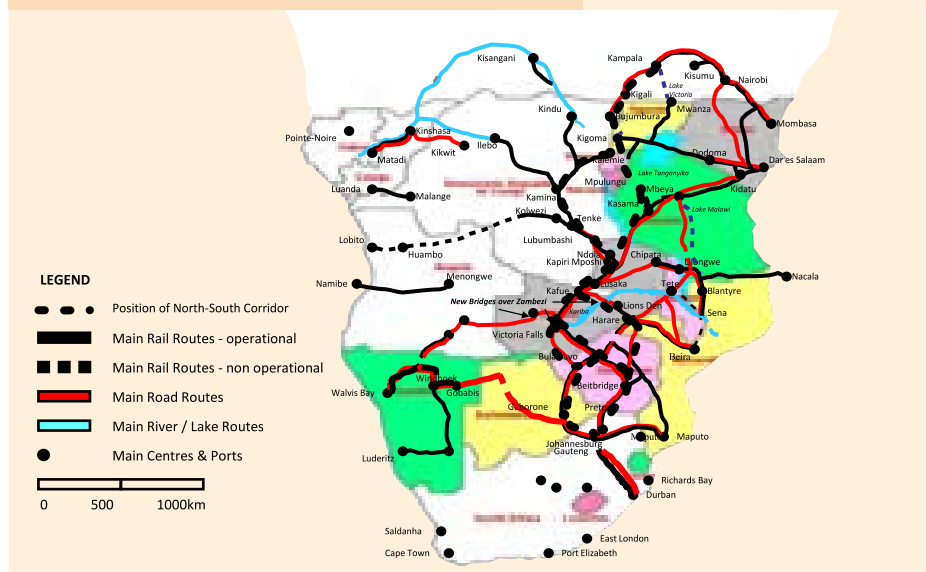 Kisangani
Kampala
Kisumu
Nairobi
Kigali
Lake
Victoria
Kindu
Bujumbura
Mwanza
Mombasa
Pointe-Noire
Kinshasa
Kigoma
Ilebo
Kikwit
Matadi
Kalemie
Dodoma
Dar'es Salaam
Lake Tanganyika
Luanda
Malange
Mpulungu
Mbeya
Kidatu
Kamina
Kasama
Lake Malawi
Kolwezi
Tenke
Lobito
Lubumbashi
Huambo
Ndola
Chipata
Kapiri Mposhi
Lilongwe
Menongwe
Nacala
Namibe
Lusaka
Tete
Kafue
Blantyre
New Bridges over Zambezi
Lions Den
Kariba
Sena
Harare
Victoria Falls
Bulawayo
Beira
Windhoek
Walvis Bay
Gobabis
Beitbridge
Gaborone
Pret
Maputo
Maputo
Johannesburg
Gauteng
Luderitz
Richards Bay
Durban
Saldanha
East London
Cape Town
Port Elizabeth
LEGEND
Position of North-South Corridor
Main Rail Routes - operational
Main Rail Routes - non operational
Main Road Routes
Main River / Lake Routes
Main Centres & Ports
0 500 1000km